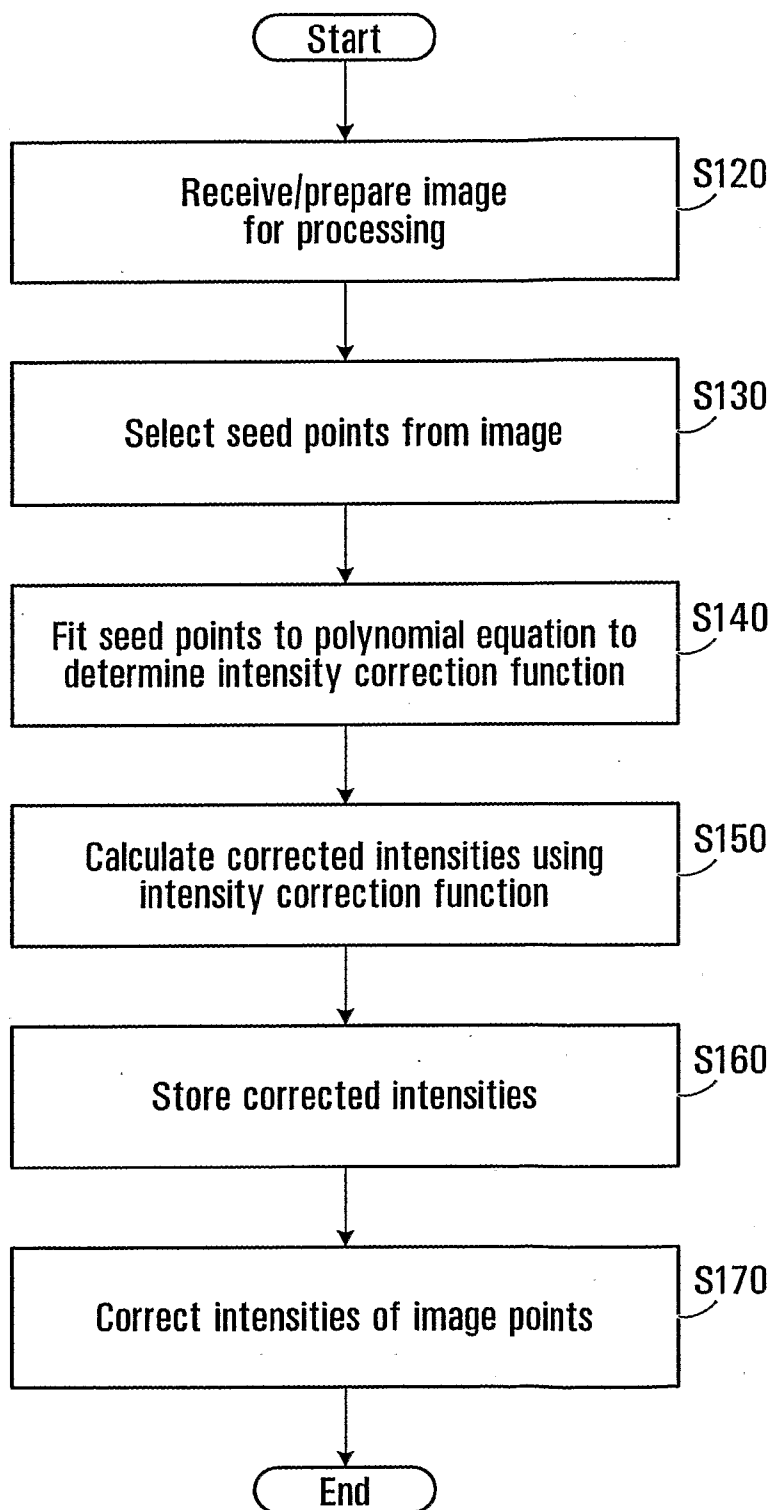 Start
Receive/prepare image
for processing
S120
Select seed points from image
S130
Fit seed points to polynomial equation to
determine intensity correction function
S140
Calculate corrected intensities using
intensity correction function
S150
Store corrected intensities
S160
Correct intensities of image points
S170
End